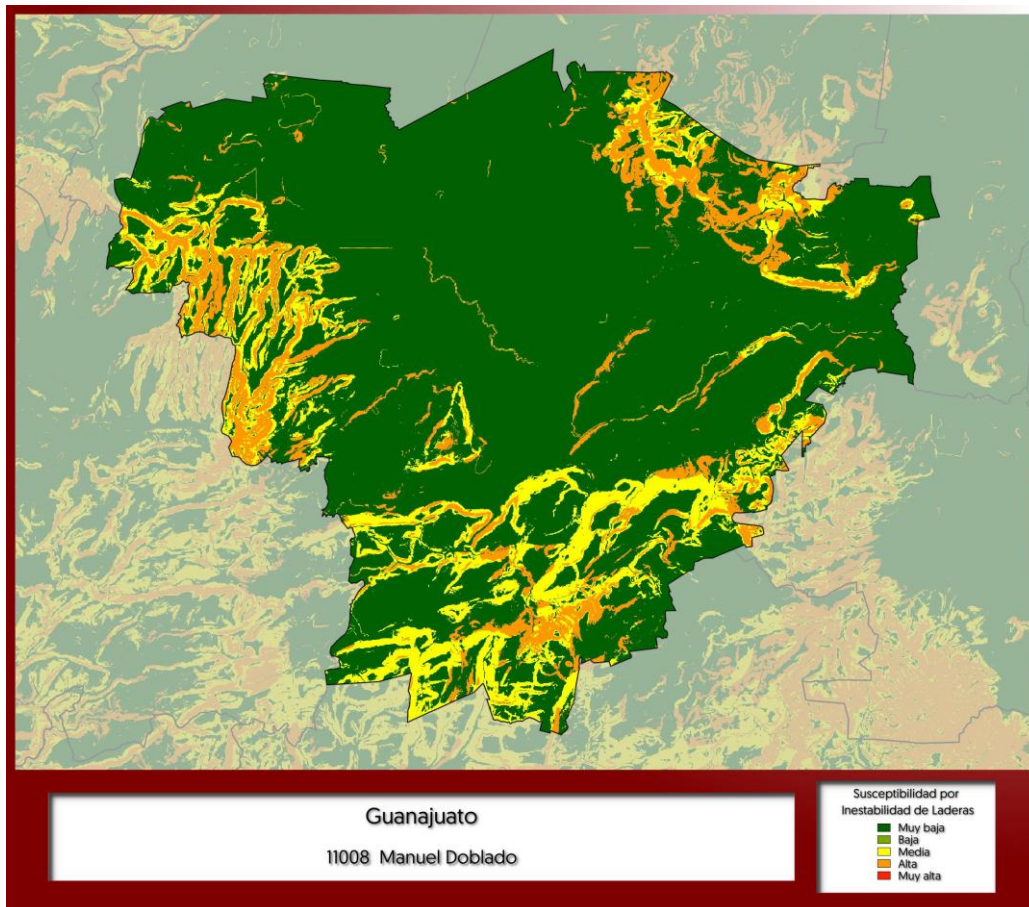 Guanajuato
11008 Manuel Doblado
Susceptibilidad por
Inestabilidad de Laderas
Muy baja
Baja
Media
Alta
Muy alta